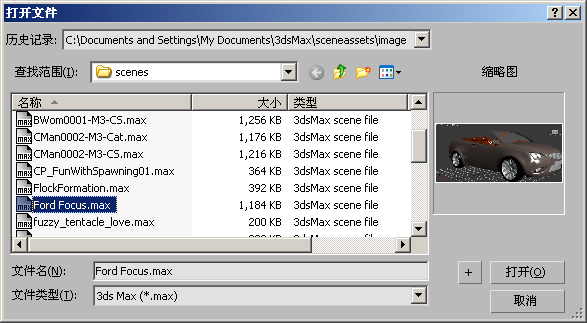 打开文件
历史记录: C:\Documents and Settings\My Documents\3dsMax\sceneassets\image
查找范围(I): scenes
缩略图
名称 大小 类型
BWom0001-M3-CS.max 1,256 KB 3dsMax scene file
CMan0002-M3-Cat.max 1,176 KB 3dsMax scene file
CMan0002-M3-CS.max 1,216 KB 3dsMax scene file
CP_FunWithSpawning01.max 364 KB 3dsMax scene file
FlockFormation.max 392 KB 3dsMax scene file
Ford Focus.max 1,184 KB 3dsMax scene file
fuzzy_tentacle_love.max 200 KB 3dsMax scene file
文件名(N): Ford Focus.max + 打开(O)
文件类型(T): 3ds Max (*.max) 取消